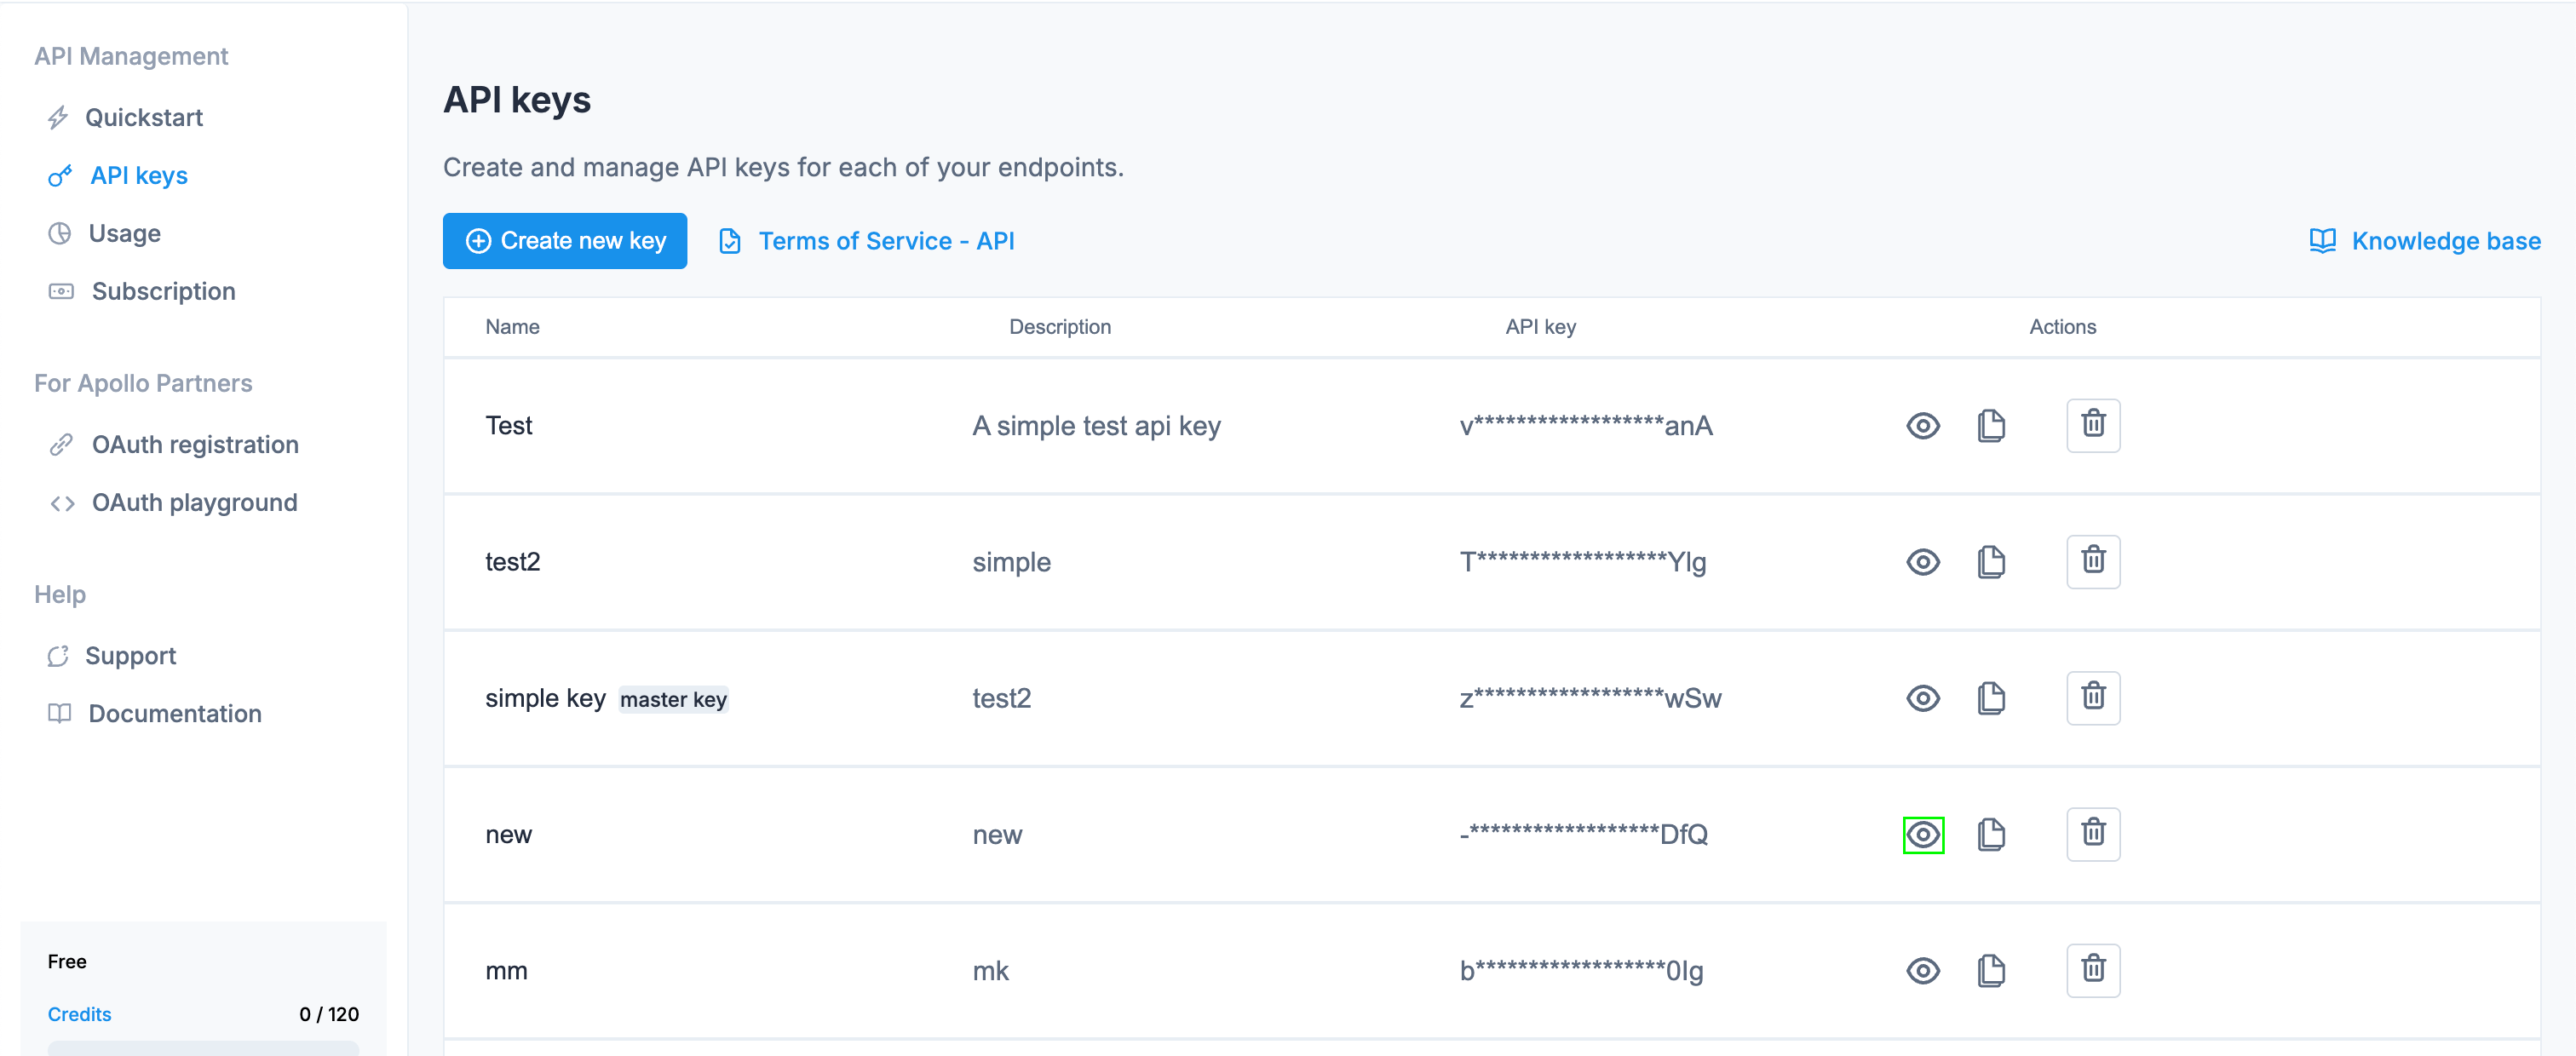 API Management
Quickstart
API keys
Usage
Subscription
For Apollo Partners
OAuth registration
OAuth playground
Help
Support
Documentation
Free
Credits 0 / 120
API keys
Create and manage API keys for each of your endpoints.
Create new key Terms of Service - API Knowledge base
Name Description API key Actions
Test A simple test api key v******************anA
test2 simple T******************Ylg
simple key master key test2 z******************wSw
new new -******************DfQ
mm mk b******************0lg